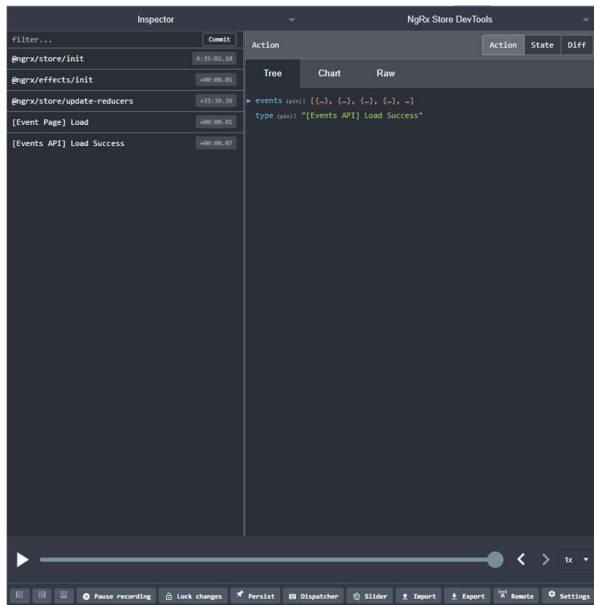 Inspector
NgRx Store DevTools
filter...
Commit
@ngrx/store/init
4:35:02.10
@ngrx/effects/init
+00:00.01
@ngrx/store/update-reducers
+35:39.39
[Event Page] Load
+00:00.01
[Events API] Load Success
+00:00.07
Action
Action State Diff
Tree Chart Raw
events (pin): [{…}, {…}, {…}, {…}, …]
type (pin): "[Events API] Load Success"
1x
Pause recording Lock changes Persist Dispatcher Slider Import Export Remote Settings